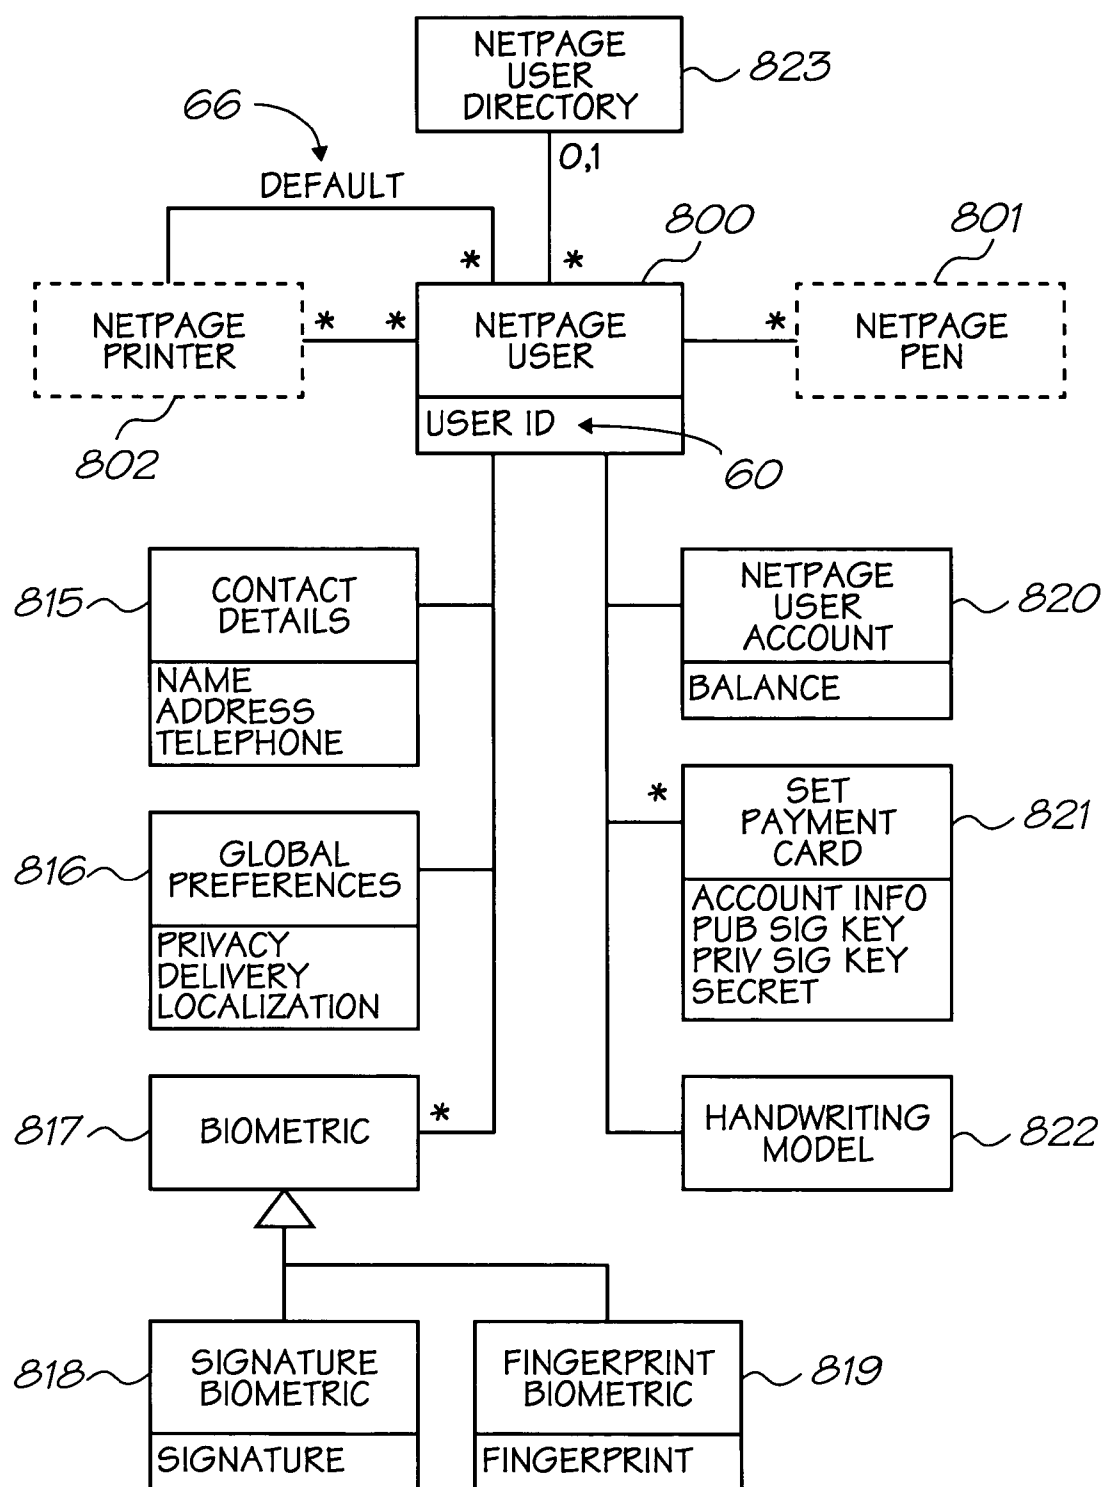 NETPAGE
USER
DIRECTORY
823
66
0,1
DEFAULT
800
801
*
*
NETPAGE
PRINTER
*
*
NETPAGE
USER
*
NETPAGE
PEN
802
USER ID
60
815
CONTACT
DETAILS
NAME
ADDRESS
TELEPHONE
NETPAGE
USER
ACCOUNT
820
BALANCE
816
GLOBAL
PREFERENCES
PRIVACY
DELIVERY
LOCALIZATION
*
SET
PAYMENT
CARD
821
ACCOUNT INFO
PUB SIG KEY
PRIV SIG KEY
SECRET
817
BIOMETRIC
*
HANDWRITING
MODEL
822
818
SIGNATURE
BIOMETRIC
SIGNATURE
FINGERPRINT
BIOMETRIC
819
FINGERPRINT